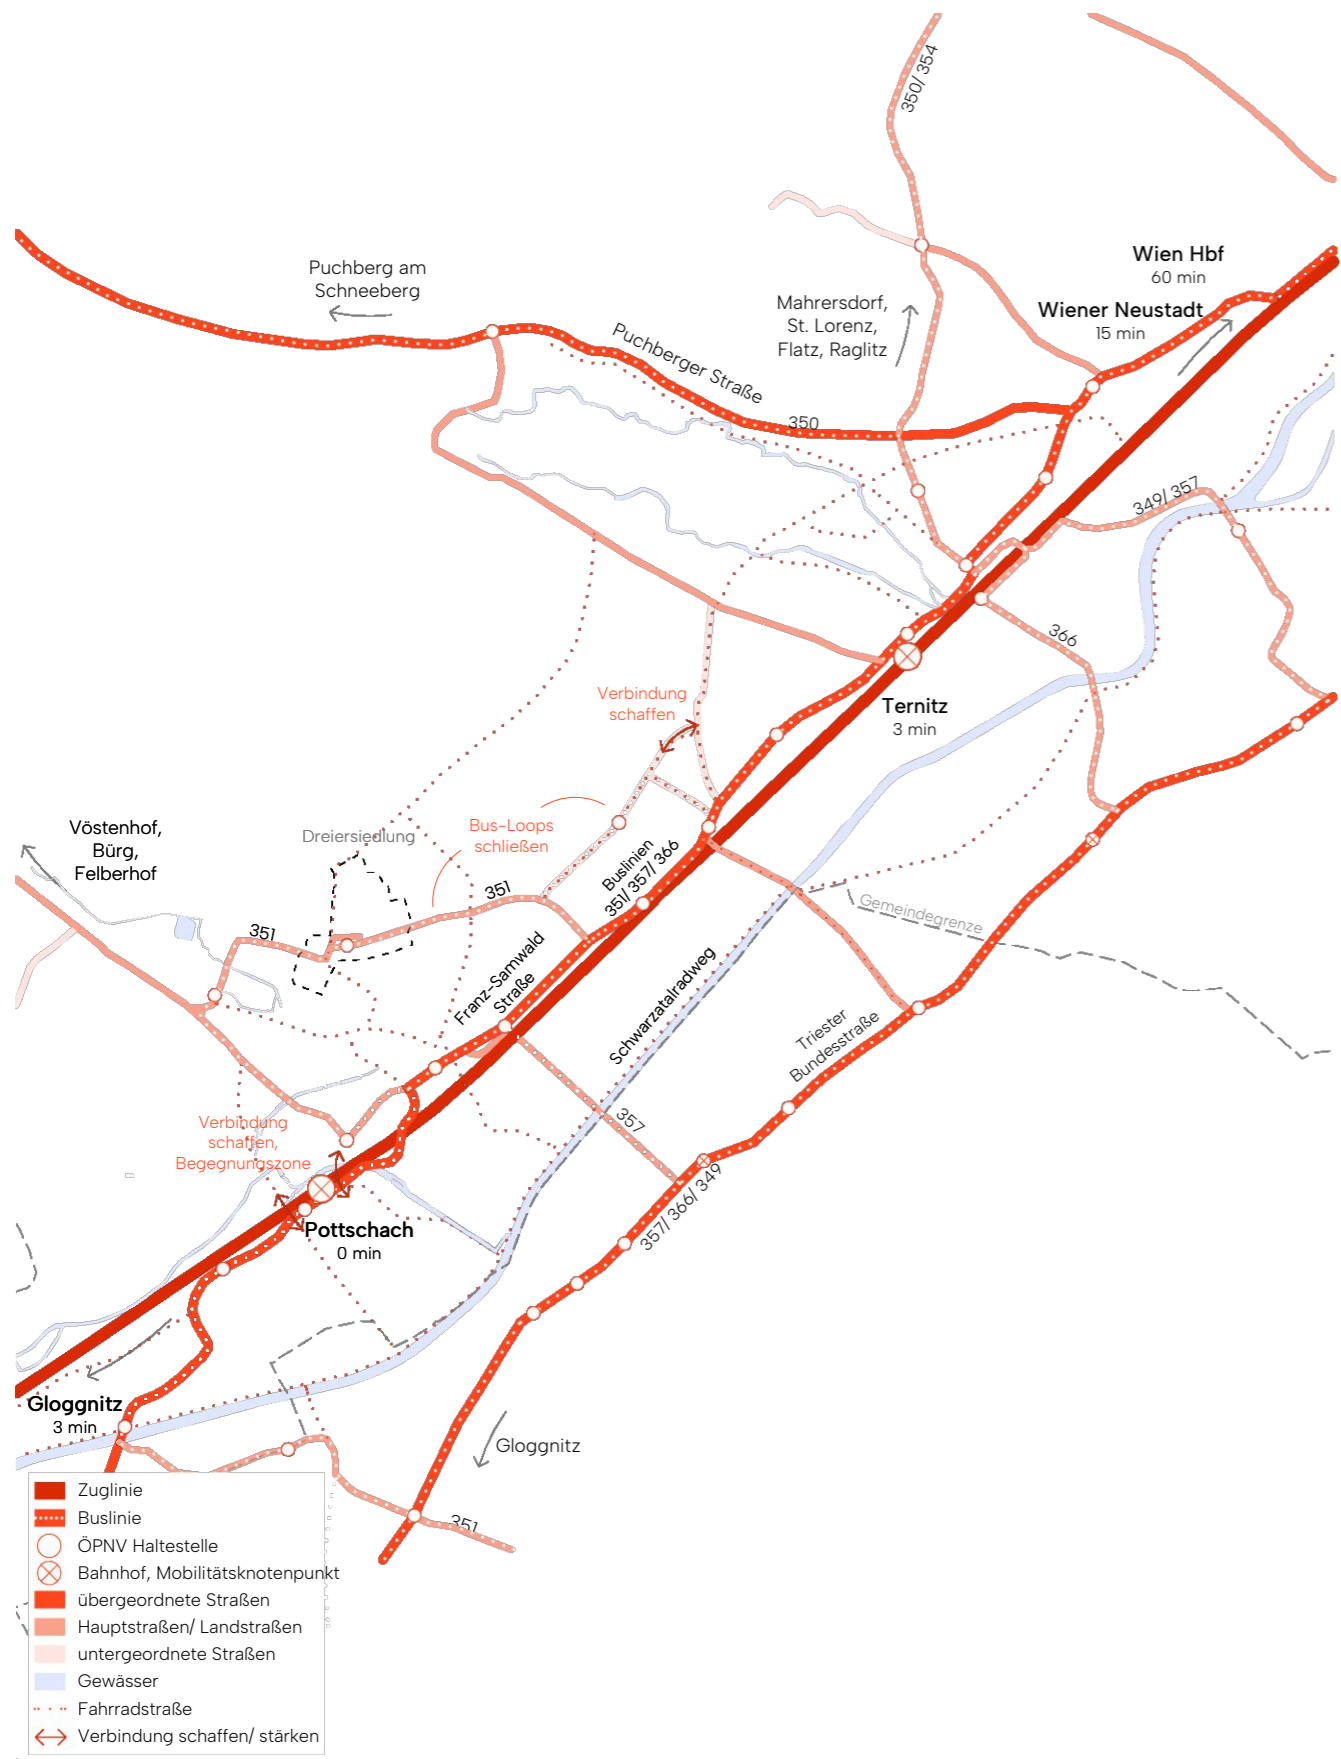 350/ 354
Wien Hbf
60 min
Puchberg am
Schneeberg
Mahrersdorf,
St. Lorenz,
Flatz, Raglitz
Wiener Neustadt
15 min
Puchberger Straße
350
349/ 357
366
Verbindung
schaffen
Ternitz
3 min
Vöstenhof,
Bürg,
Felberhof
Dreiersiedlung
Bus-Loops
schließen
Buslinien
351/ 357/ 366
351
351
Gemeindegrenze
Franz-Samwald
Straße
Schwarzatalradweg
Triester
Bundesstraße
Verbindung
schaffen,
Begegnungszone
357
357/ 366/ 349
Pottschach
0 min
Gloggnitz
3 min
Gloggnitz
351
Zuglinie
Buslinie
ÖPNV Haltestelle
Bahnhof, Mobilitätsknotenpunkt
übergeordnete Straßen
Hauptstraßen/ Landstraßen
untergeordnete Straßen
Gewässer
Fahrradstraße
Verbindung schaffen/ stärken